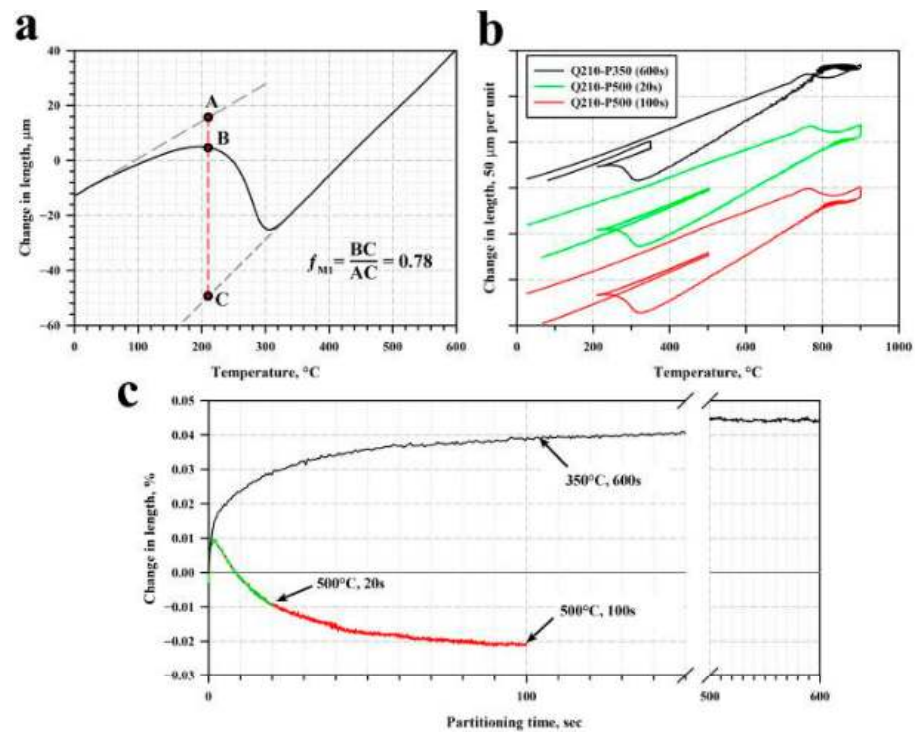 a
40
20
0
−20
−40
−60
Change in length, μm
A
B
C
fM1= BC/AC = 0.78
0 100 200 300 400 500 600
Temperature, °C
b
Q210-P350 (600s)
Q210-P500 (20s)
Q210-P500 (100s)
Change in length, 50 μm per unit
0 200 400 600 800 1000
Temperature, °C
c
0.05
0.04
0.03
0.02
0.01
0.00
−0.01
−0.02
−0.03
Change in length, %
350°C, 600s
500°C, 20s
500°C, 100s
0 100 500 600
Partitioning time, sec